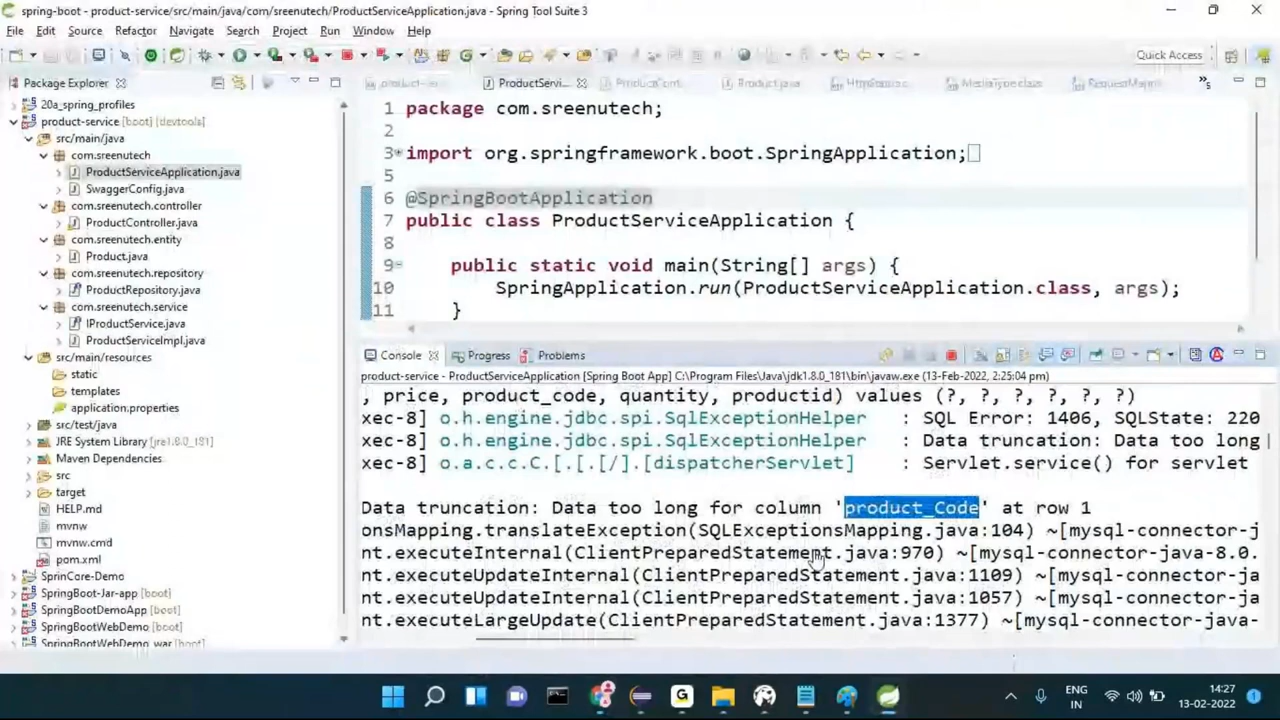 spring-boot - product-service/src/main/java/com/sreenutech/ProductServiceApplication.java - Spring Tool Suite 3
File Edit Source Refactor Navigate Search Project Run Window Help
Quick Access
Package Explorer
ProductServi...
ProductCont...
Product.java
HttpStatus.c...
MediaType.class
RequestMapp...
20a_spring_profiles
product-service [boot] [devtools]
src/main/java
com.sreenutech
ProductServiceApplication.java
SwaggerConfig.java
com.sreenutech.controller
ProductController.java
com.sreenutech.entity
Product.java
com.sreenutech.repository
ProductRepository.java
com.sreenutech.service
IProductService.java
ProductServiceImpl.java
src/main/resources
static
templates
application.properties
src/test/java
JRE System Library [jre1.8.0_181]
Maven Dependencies
src
target
HELP.md
mvnw
mvnw.cmd
pom.xml
SprinCore-Demo
SpringBoot-Jar-app [boot]
SpringBootDemoApp [boot]
SpringBootWebDemo [boot]
SpringBootWebDemo_war [boot]
1 package com.sreenutech;
2
3 import org.springframework.boot.SpringApplication;
5
6 @SpringBootApplication
7 public class ProductServiceApplication {
8
9 public static void main(String[] args) {
10 SpringApplication.run(ProductServiceApplication.class, args);
11 }
Console Progress Problems
product-service - ProductServiceApplication [Spring Boot App] C:\Program Files\Java\jdk1.8.0_181\bin\javaw.exe (13-Feb-2022, 2:25:04 pm)
, price, product_code, quantity, productid) values (?, ?, ?, ?, ?, ?)
xec-8] o.h.engine.jdbc.spi.SqlExceptionHelper : SQL Error: 1406, SQLState: 220
xec-8] o.h.engine.jdbc.spi.SqlExceptionHelper : Data truncation: Data too long
xec-8] o.a.c.c.C.[.[.[/].[dispatcherServlet] : Servlet.service() for servlet
Data truncation: Data too long for column 'product_Code' at row 1
onsMapping.translateException(SQLExceptionsMapping.java:104) ~[mysql-connector-j
nt.executeInternal(ClientPreparedStatement.java:970) ~[mysql-connector-java-8.0.
nt.executeUpdateInternal(ClientPreparedStatement.java:1109) ~[mysql-connector-ja
nt.executeUpdateInternal(ClientPreparedStatement.java:1057) ~[mysql-connector-ja
nt.executeLargeUpdate(ClientPreparedStatement.java:1377) ~[mysql-connector-java-
ENG
IN
14:27
13-02-2022